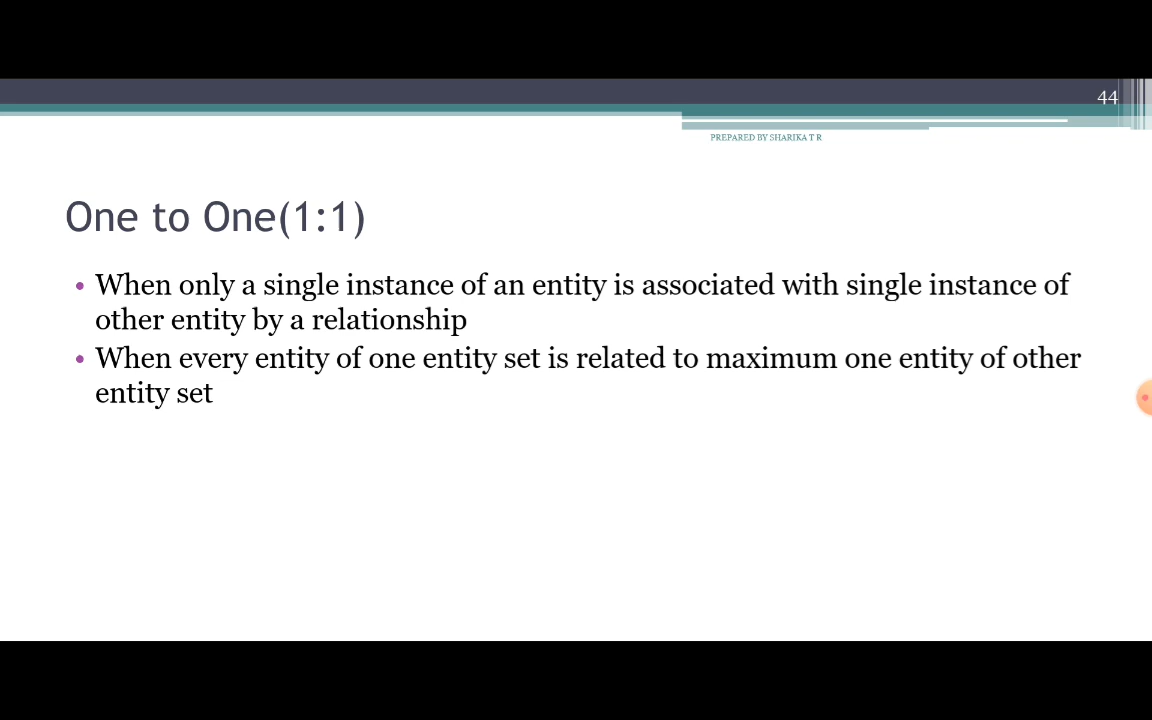 44
PREPARED BY SHARIKA T R
One to One(1:1)
• When only a single instance of an entity is associated with single instance of
other entity by a relationship
• When every entity of one entity set is related to maximum one entity of other
entity set